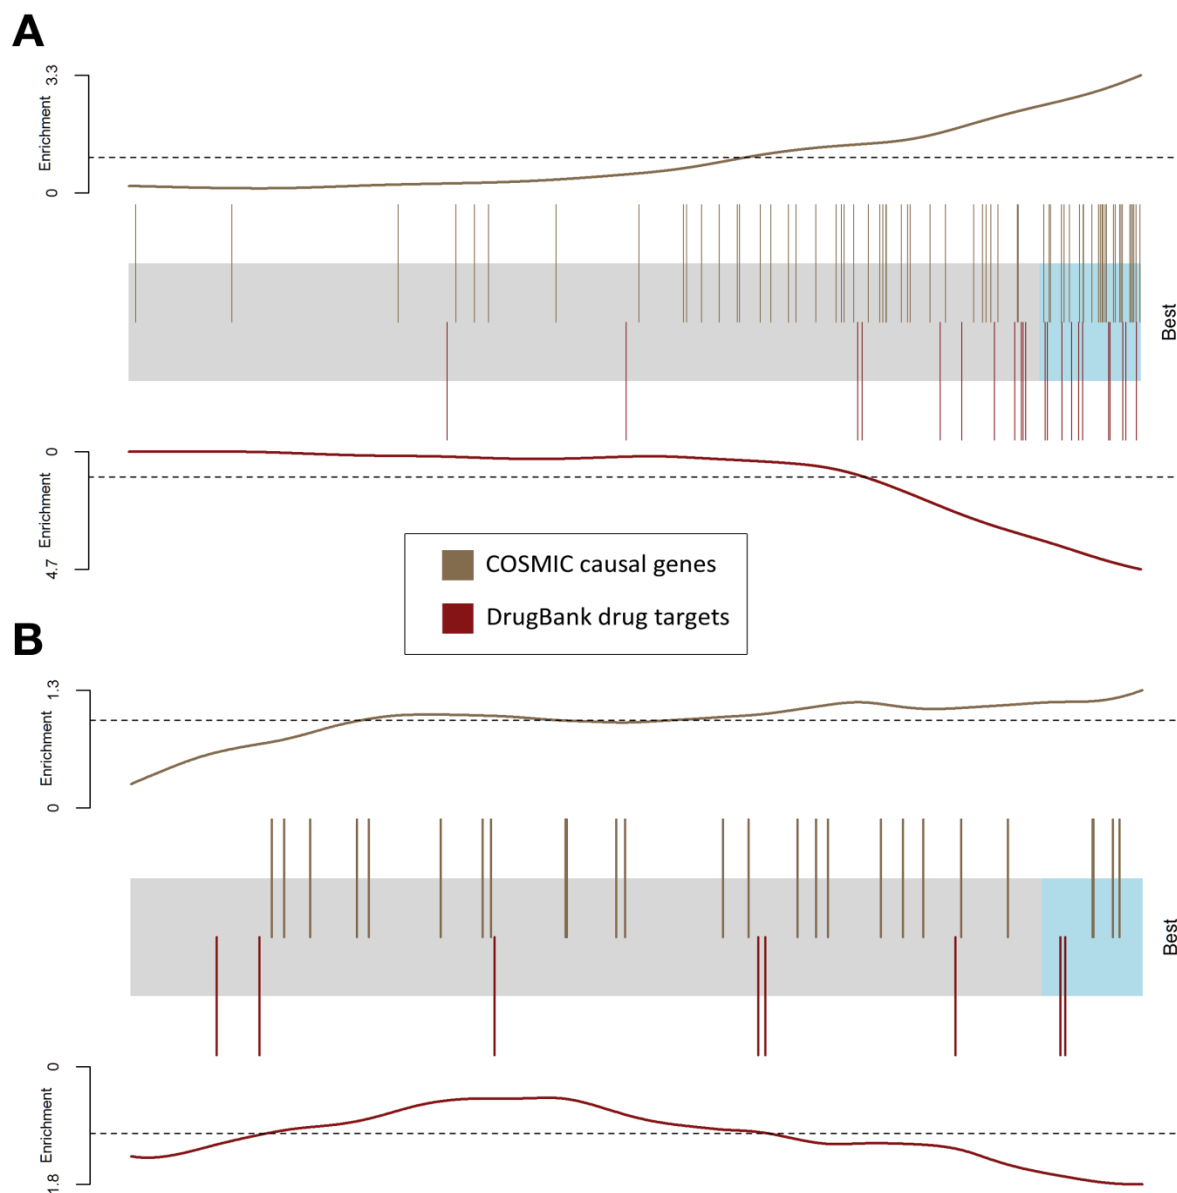 A
3.3
Enrichment
0
Best
0
Enrichment
4.7
COSMIC causal genes
DrugBank drug targets
B
1.3
Enrichment
0
Best
0
Enrichment
1.8